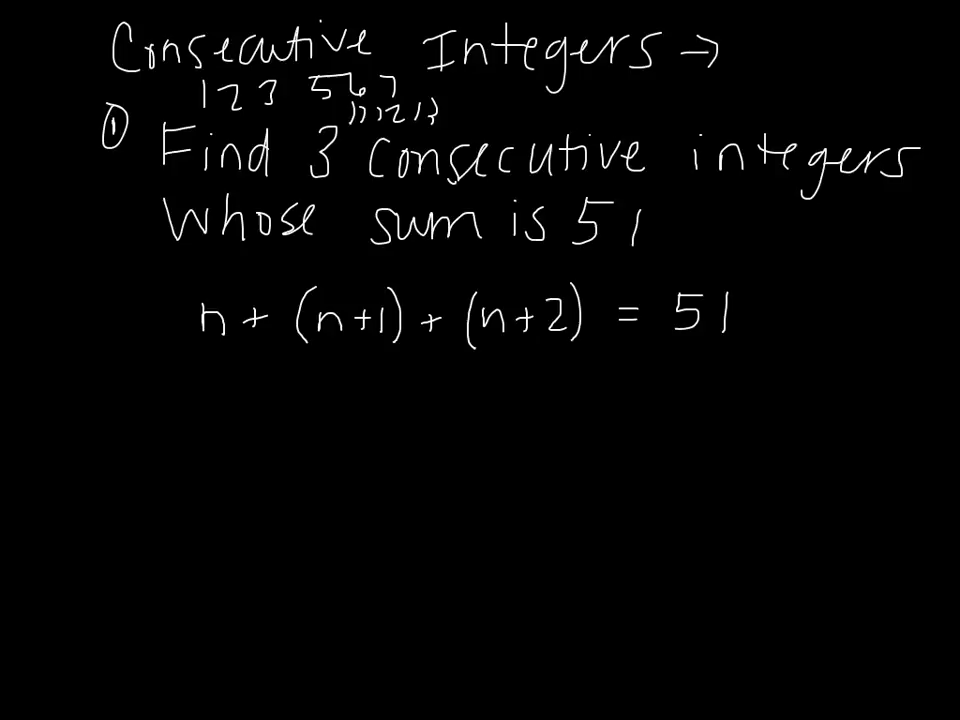 Consecutive Integers →
1 2 3 5 6 7
11 12 13
① Find 3 consecutive integers
whose sum is 51
n + (n+1) + (n+2) = 51